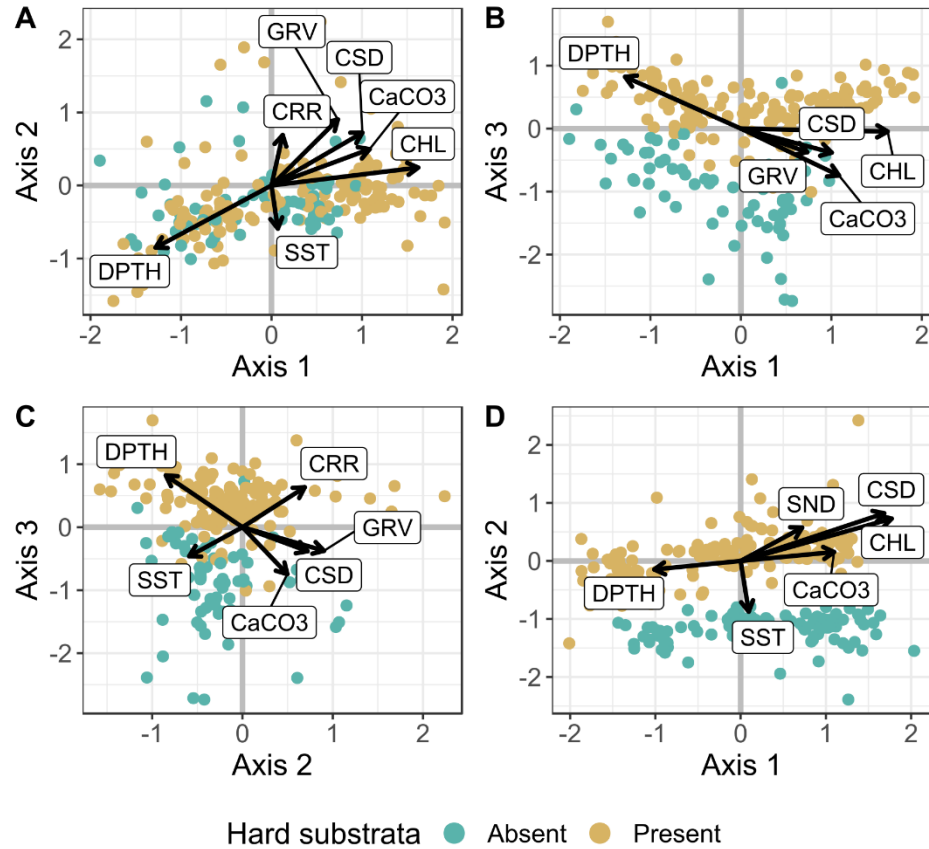 A
GRV
CSD
CaCO3
CRR
CHL
SST
DPTH
Axis 2
2
1
0
-1
-2
-1
0
1
2
Axis 1
B
DPTH
CSD
GRV
CHL
CaCO3
Axis 3
2
1
0
-1
-2
-2
-1
0
1
2
Axis 1
C
DPTH
CRR
GRV
SST
CSD
CaCO3
Axis 3
1
0
-1
-2
-1
0
1
2
Axis 2
D
SND
CSD
CHL
DPTH
CaCO3
SST
Axis 2
2
1
0
-1
-2
-2
-1
0
1
2
Axis 1
Hard substrata Absent Present